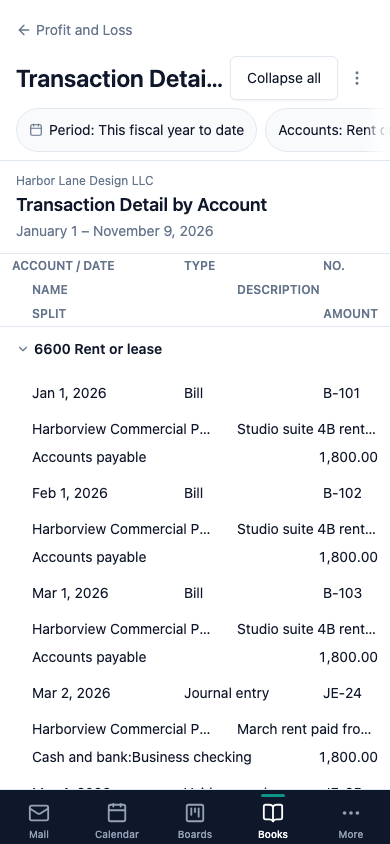 Profit and Loss
Transaction Detai...
Collapse all
Period: This fiscal year to date
Accounts: Rent
Harbor Lane Design LLC
Transaction Detail by Account
January 1 – November 9, 2026
ACCOUNT / DATE TYPE NO.
NAME DESCRIPTION
SPLIT AMOUNT
6600 Rent or lease
Jan 1, 2026 Bill B-101
Harborview Commercial P... Studio suite 4B rent...
Accounts payable 1,800.00
Feb 1, 2026 Bill B-102
Harborview Commercial P... Studio suite 4B rent...
Accounts payable 1,800.00
Mar 1, 2026 Bill B-103
Harborview Commercial P... Studio suite 4B rent...
Accounts payable 1,800.00
Mar 2, 2026 Journal entry JE-24
Harborview Commercial P... March rent paid fro...
Cash and bank:Business checking 1,800.00
Mail Calendar Boards Books More